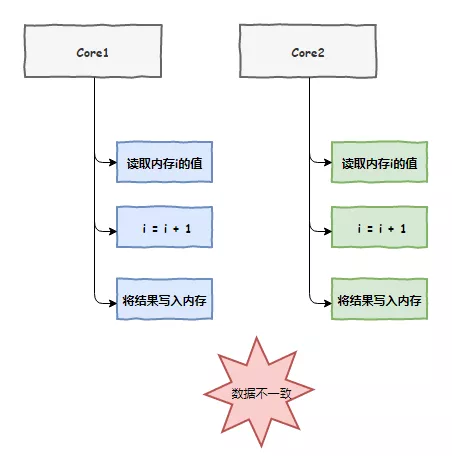 Core1
Core2
读取内存i的值
读取内存i的值
i = i + 1
i = i + 1
将结果写入内存
将结果写入内存
数据不一致